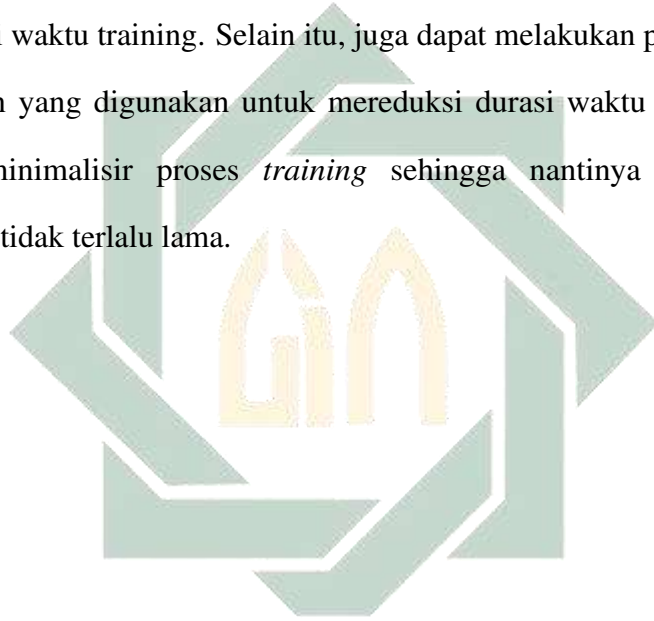 i waktu training. Selain itu, juga dapat melakukan p
n yang digunakan untuk mereduksi durasi waktu
inimalisir proses training sehingga nantinya
tidak terlalu lama.